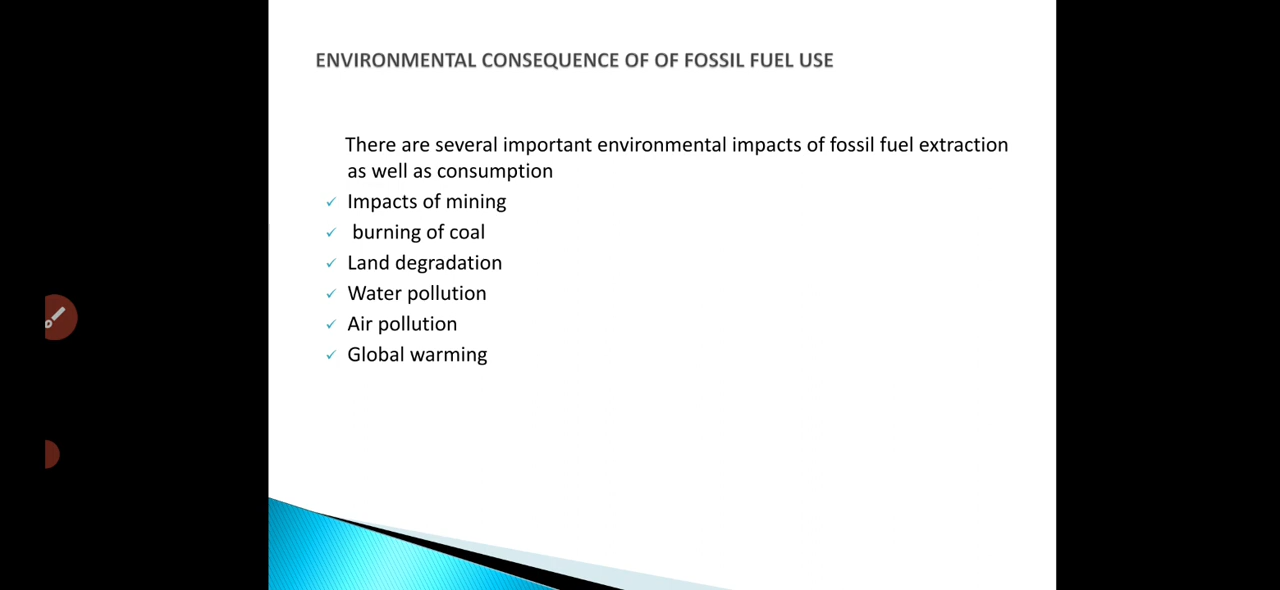 ENVIRONMENTAL CONSEQUENCE OF OF FOSSIL FUEL USE
There are several important environmental impacts of fossil fuel extraction
as well as consumption
✓ Impacts of mining
✓ burning of coal
✓ Land degradation
✓ Water pollution
✓ Air pollution
✓ Global warming